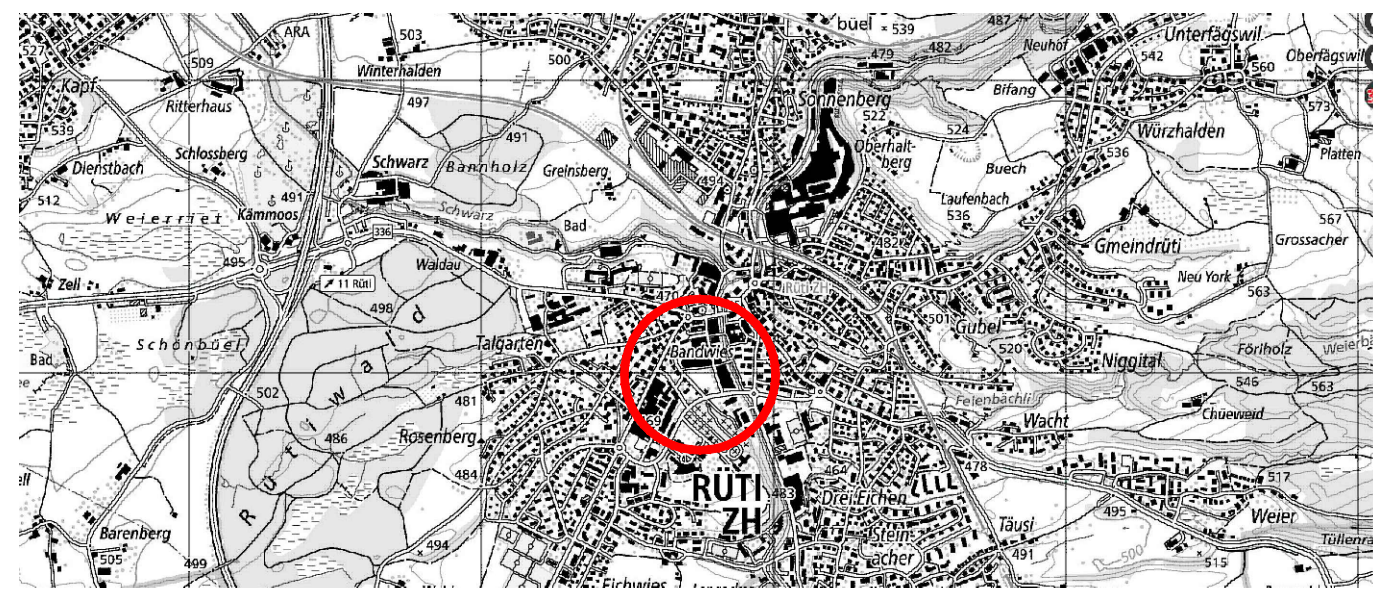 487
büel × 539
ARA
503
Neuhof
Unterfägswil
527
479
482
542
509
500
Oberfägswil
Winterhalden
560
Kapf
Bifang
Ritterhaus
497
Sonnenberg
573
522
539
491
524
Würzhalden
Oberhalt-
berg
Schlossberg
Schwarz
Bannholz
Greinsberg
Buech
536
Platten
Dienstbach
491
Laufenbach
512
Schwarz
536
567
Weierriet
Kämmoos
Bad
336
482
Gmeindrüti
Grossacher
495
Waldau
Neu York
Zell
11 Rüti
Rüti ZH
470
563
498
501
Gubel
Schönbüel
Talgarten
Bandwies
520
Föriholz
Bad
Niggital
546
563
502
481
Feienbächli
Chüeweid
Rosenberg
Wacht
486
Rütiwald
484
464
478
RÜTI
ZH
483
Drei Eichen
517
495
Weier
Barenberg
Stein-
acher
Täusi
494
491
500
Tüllenra
505
499
515
Eichwies